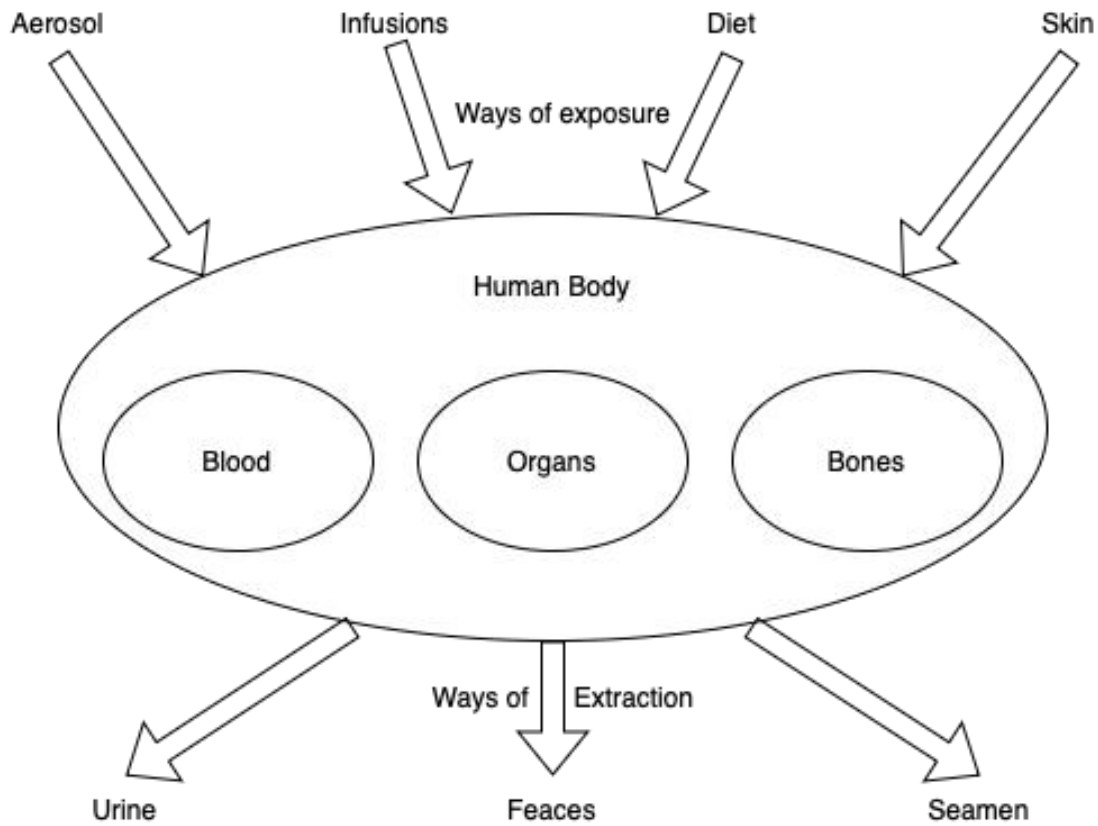 Aerosol
Infusions
Diet
Skin
Ways of exposure
Human Body
Blood
Organs
Bones
Ways of Extraction
Urine
Feaces
Seamen